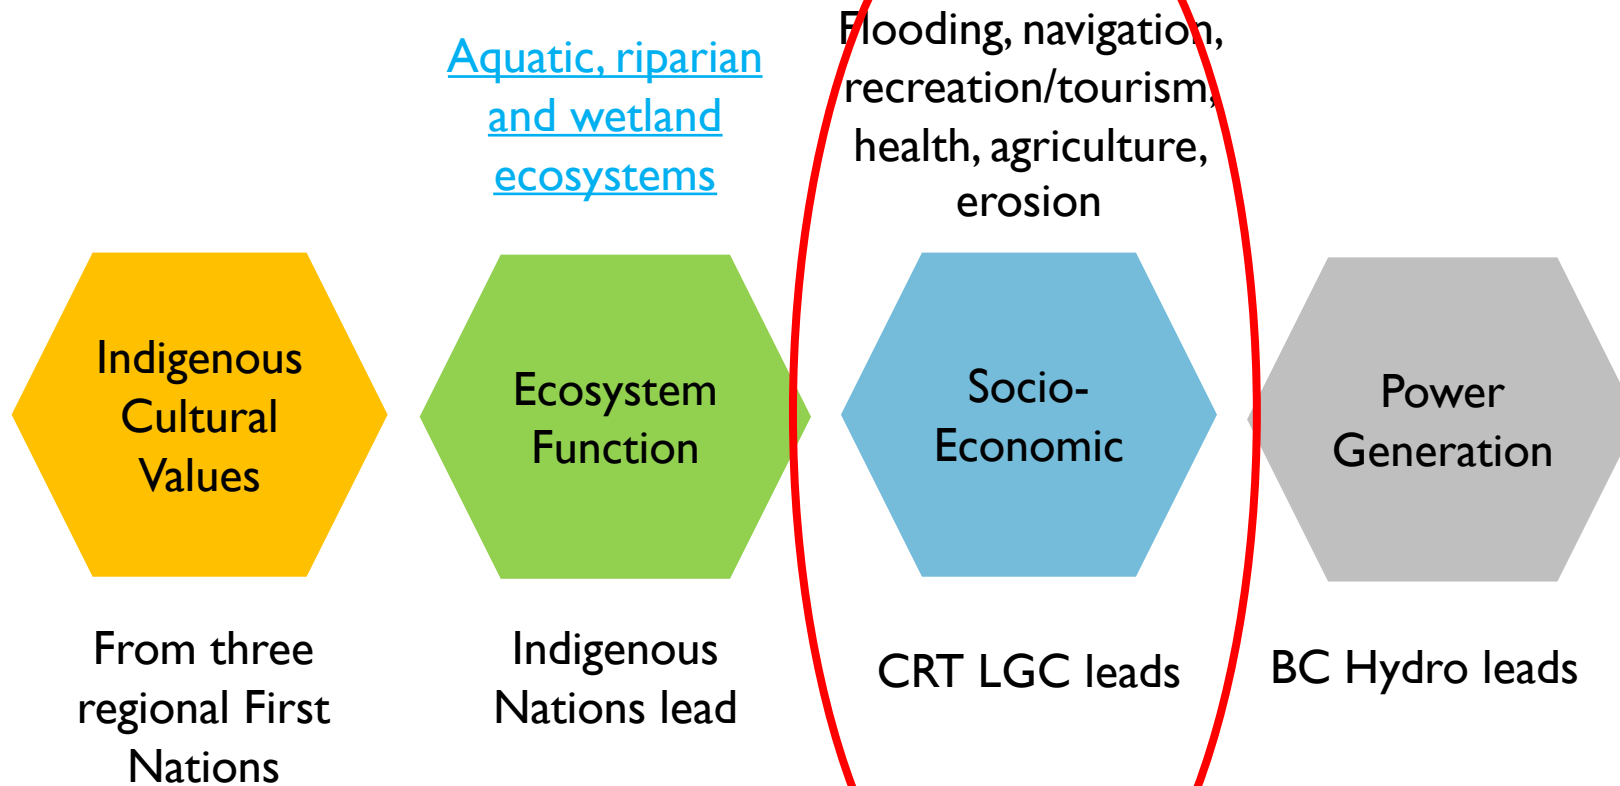 Aquatic, riparian
and wetland
ecosystems
Flooding, navigation,
recreation/tourism,
health, agriculture,
erosion
Indigenous
Cultural
Values
Ecosystem
Function
Socio-
Economic
Power
Generation
From three
regional First
Nations
Indigenous
Nations lead
CRT LGC leads
BC Hydro leads